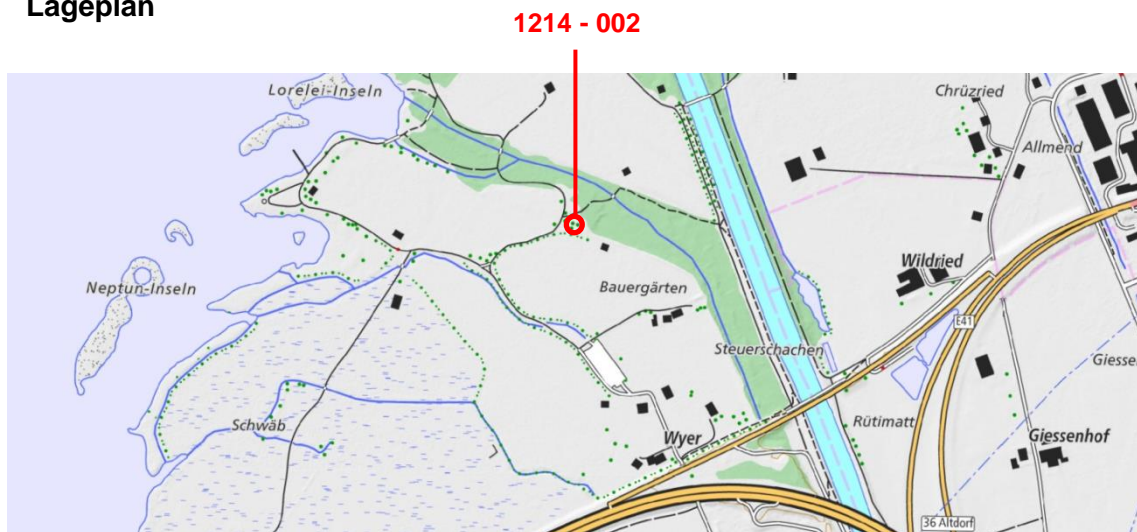 Lageplan
1214 - 002
Lorelei-Inseln
Chrüzried
Allmend
Neptun-Inseln
Wildried
Bauergärten
E41
Steuerschachen
Giesse
Schwäb
Rütimatt
Wyer
Giessenhof
36 Altdorf